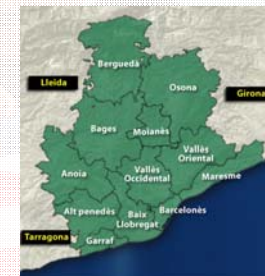 Berguedà
Lleida
Osona
Girona
Bages
Moianès
Vallès
Oriental
Anoia
Vallès
Occidental
Maresme
Alt penedès
Baix
Llobregat
Barcelonès
Tarragona
Garraf